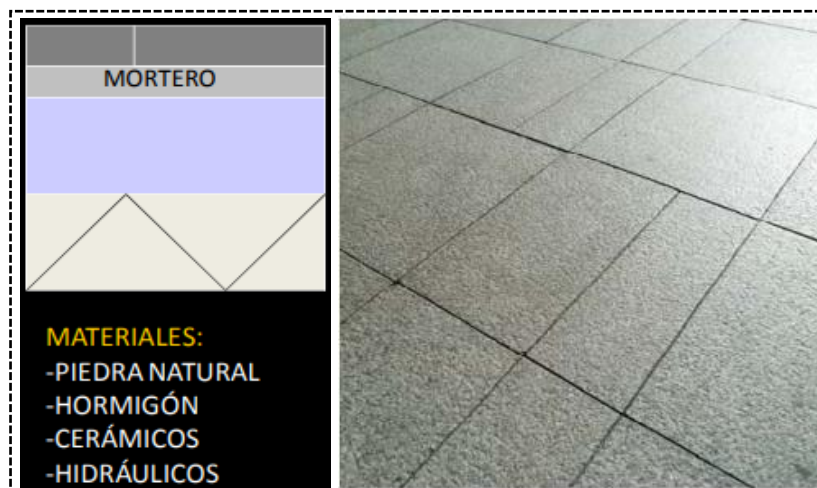 MORTERO
MATERIALES:
-PIEDRA NATURAL
-HORMIGÓN
-CERÁMICOS
-HIDRÁULICOS